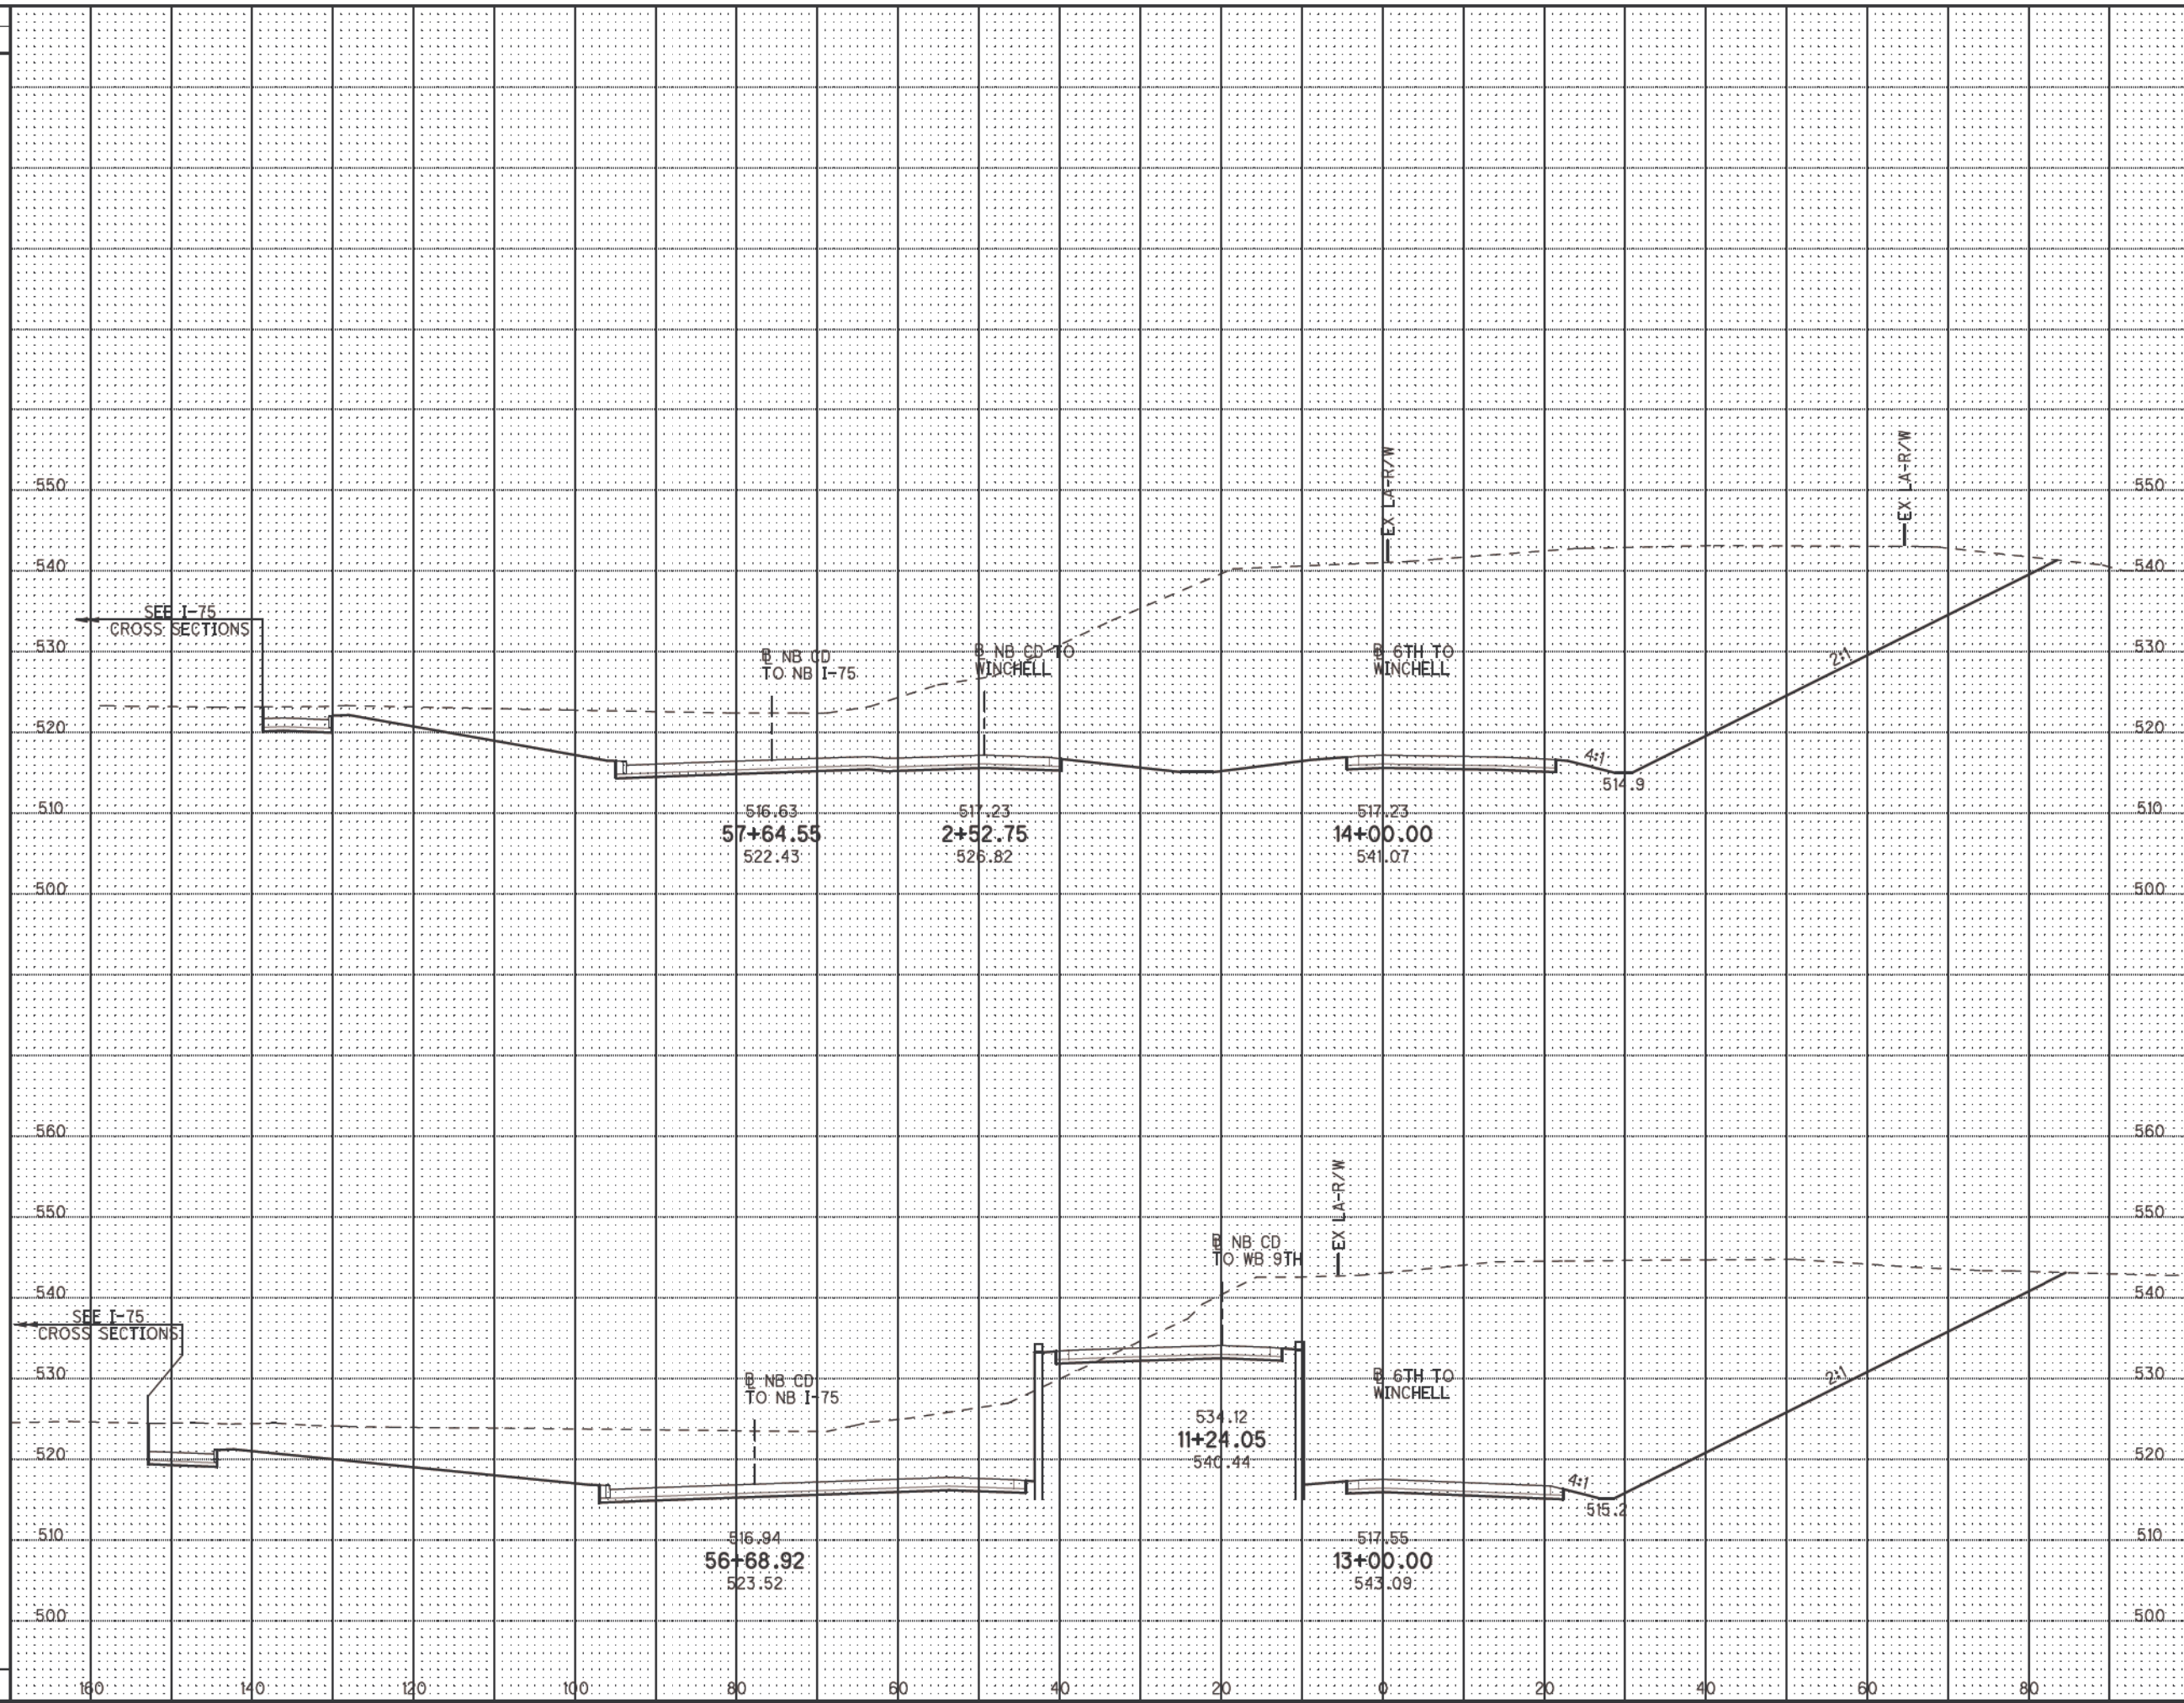 550 550
EX LA-R/W
EX LA-R/W
540 540
SEE I-75
CROSS SECTIONS
530 530
℄ NB CD
TO NB I-75
℄ NB CD TO
WINCHELL
℄ 6TH TO
WINCHELL
2:1
520 520
4:1
514.9
510 510
516.63
57+64.55
522.43
517.23
2+52.75
526.82
517.23
14+00.00
541.07
500 500
560 560
EX LA-R/W
550 550
℄ NB CD
TO WB 9TH
540 540
SEE I-75
CROSS SECTIONS
530 530
℄ NB CD
TO NB I-75
℄ 6TH TO
WINCHELL
2:1
534.12
11+24.05
540.44
520 520
4:1
515.2
510 510
516.94
56+68.92
523.52
517.55
13+00.00
543.09
500 500
160 140 120 100 80 60 40 20 0 20 40 60 80